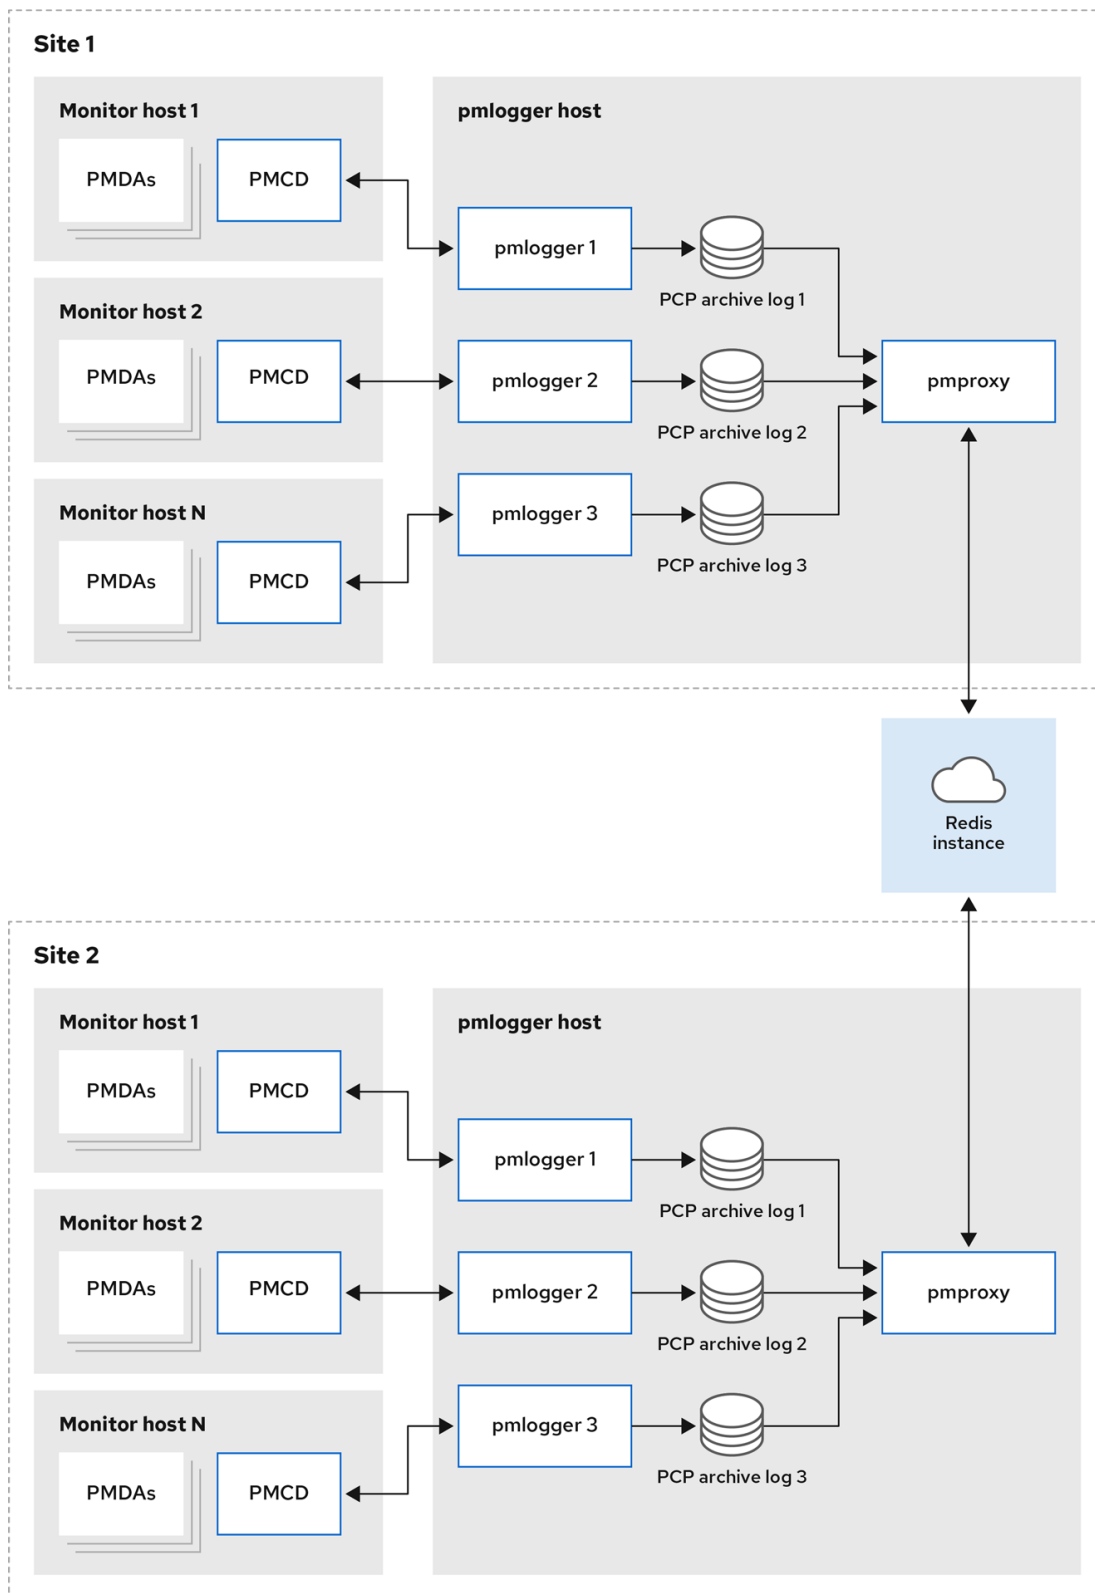 Site 1
Monitor host 1
PMDAs
PMCD
Monitor host 2
PMDAs
PMCD
Monitor host N
PMDAs
PMCD
pmlogger host
pmlogger 1
PCP archive log 1
pmlogger 2
PCP archive log 2
pmlogger 3
PCP archive log 3
pmproxy
Redis
instance
Site 2
Monitor host 1
PMDAs
PMCD
Monitor host 2
PMDAs
PMCD
Monitor host N
PMDAs
PMCD
pmlogger host
pmlogger 1
PCP archive log 1
pmlogger 2
PCP archive log 2
pmlogger 3
PCP archive log 3
pmproxy